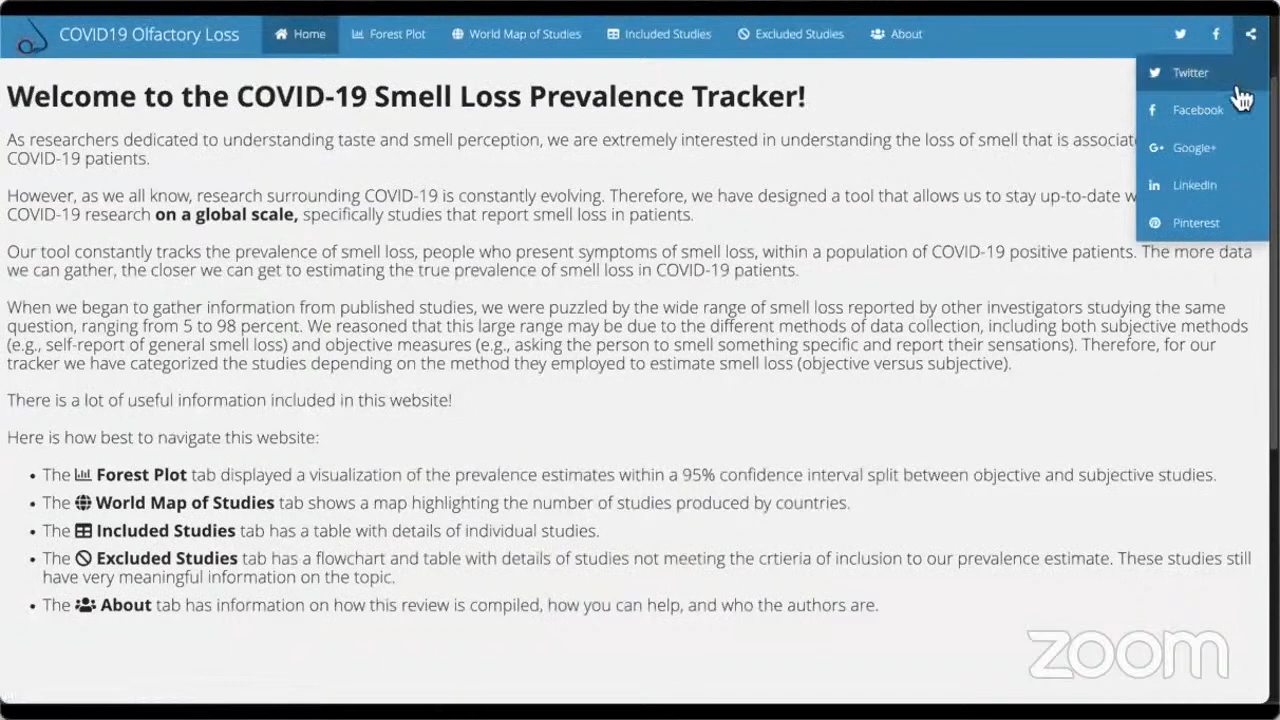 COVID19 Olfactory Loss Home Forest Plot World Map of Studies Included Studies Excluded Studies About
Twitter
Facebook
Google+
LinkedIn
Pinterest
Welcome to the COVID-19 Smell Loss Prevalence Tracker!
As researchers dedicated to understanding taste and smell perception, we are extremely interested in understanding the loss of smell that is
COVID-19 patients.
However, as we all know, research surrounding COVID-19 is constantly evolving. Therefore, we have designed a tool that allows us to stay up-to-date
COVID-19 research on a global scale, specifically studies that report smell loss in patients.
Our tool constantly tracks the prevalence of smell loss, people who present symptoms of smell loss, within a population of COVID-19 positive patients. The more data
we can gather, the closer we can get to estimating the true prevalence of smell loss in COVID-19 patients.
When we began to gather information from published studies, we were puzzled by the wide range of smell loss reported by other investigators studying the same
question, ranging from 5 to 98 percent. We reasoned that this large range may be due to the different methods of data collection, including both subjective methods
(e.g., self-report of general smell loss) and objective measures (e.g., asking the person to smell something specific and report their sensations). Therefore, for our
tracker we have categorized the studies depending on the method they employed to estimate smell loss (objective versus subjective).
There is a lot of useful information included in this website!
Here is how best to navigate this website:
• The Forest Plot tab displayed a visualization of the prevalence estimates within a 95% confidence interval split between objective and subjective studies.
• The World Map of Studies tab shows a map highlighting the number of studies produced by countries.
• The Included Studies tab has a table with details of individual studies.
• The Excluded Studies tab has a flowchart and table with details of studies not meeting the crtieria of inclusion to our prevalence estimate. These studies still
have very meaningful information on the topic.
• The About tab has information on how this review is compiled, how you can help, and who the authors are.
zoom